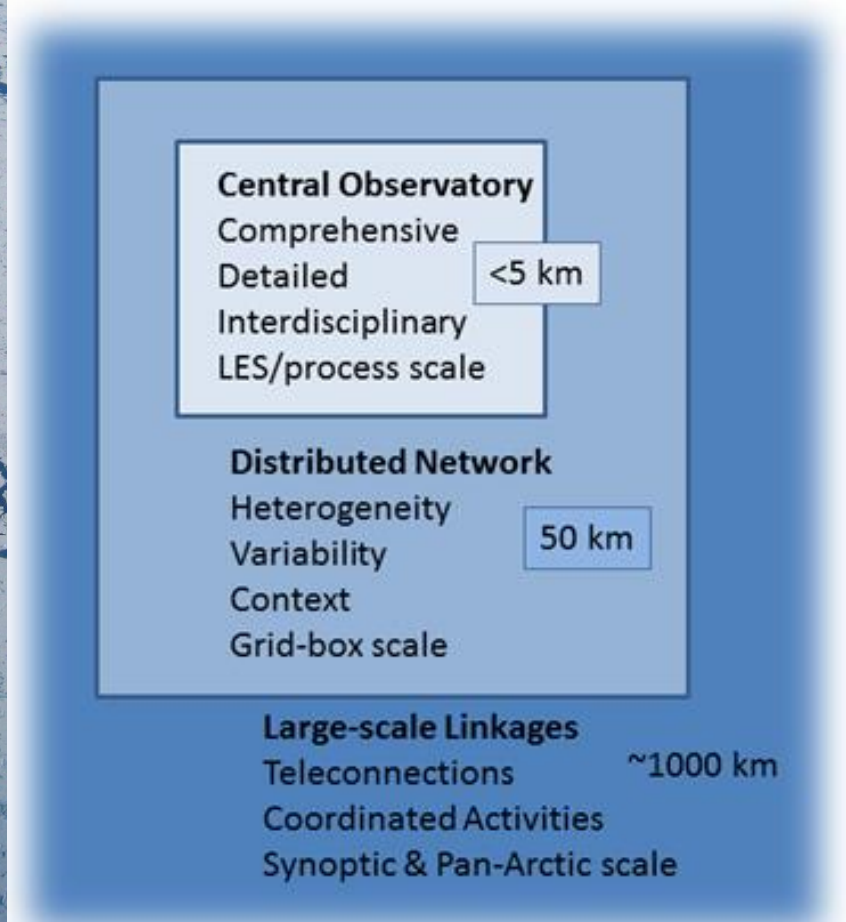 Central Observatory
Comprehensive
Detailed
<5 km
Interdisciplinary
LES/process scale
Distributed Network
Heterogeneity
50 km
Variability
Context
Grid-box scale
Large-scale Linkages
Teleconnections
~1000 km
Coordinated Activities
Synoptic & Pan-Arctic scale